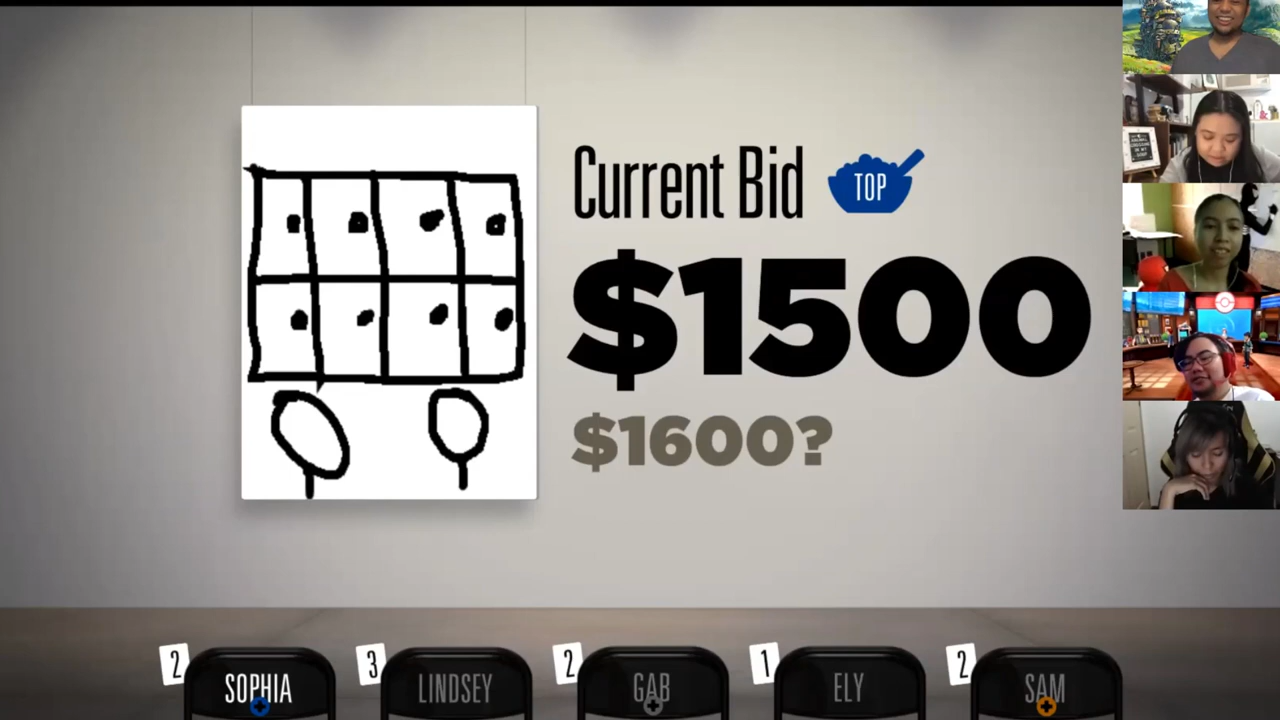 Current Bid TOP
$1500
$1600?
2 SOPHIA
3 LINDSEY
2 GAB
1 ELY
2 SAM